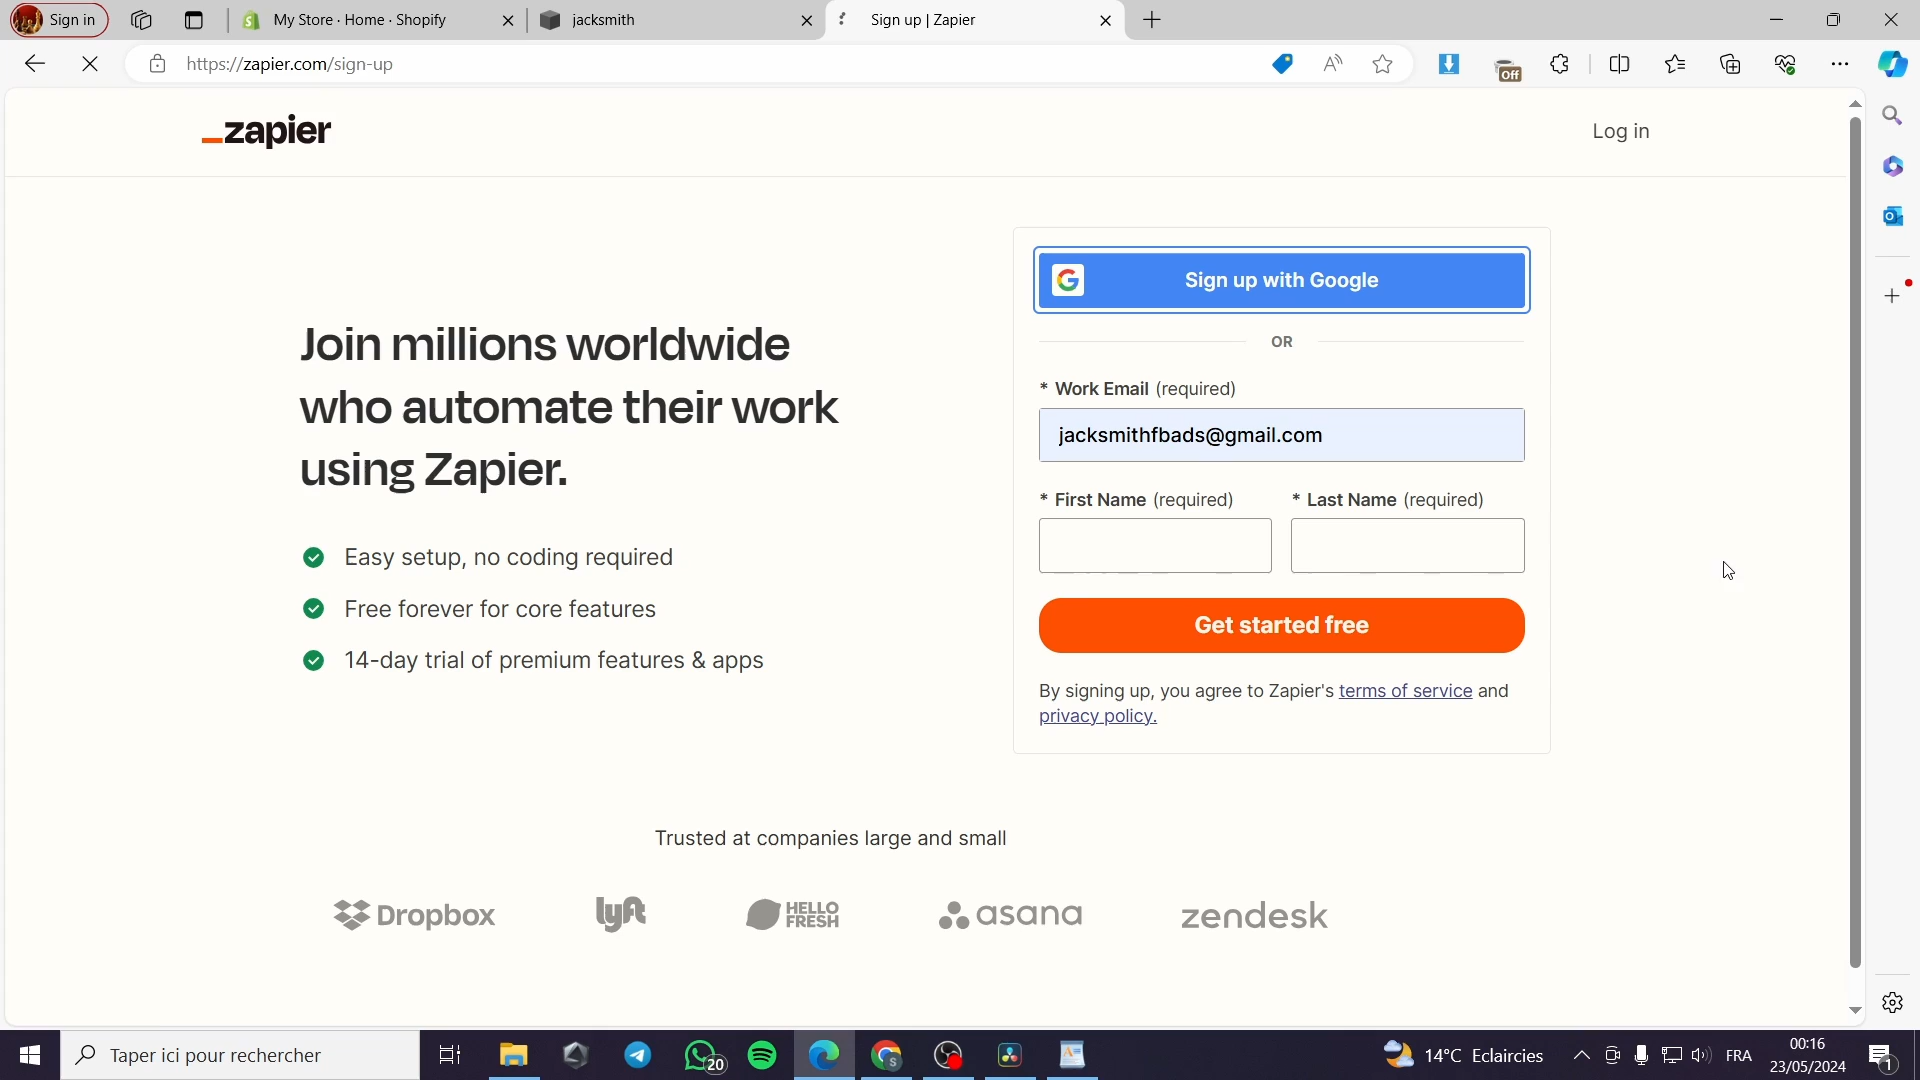 Sign in
My Store · Home · Shopify
jacksmith
Sign up | Zapier
https://zapier.com/sign-up
Off
zapier
Log in
Sign up with Google
OR
* Work Email (required)
jacksmithfbads@gmail.com
* First Name (required)
* Last Name (required)
Get started free
By signing up, you agree to Zapier's terms of service and
privacy policy.
Join millions worldwide
who automate their work
using Zapier.
Easy setup, no coding required
Free forever for core features
14-day trial of premium features & apps
Trusted at companies large and small
Dropbox
lyft
HELLO
FRESH
asana
zendesk
Taper ici pour rechercher
20
14°C Eclaircies
FRA
00:16
23/05/2024
1